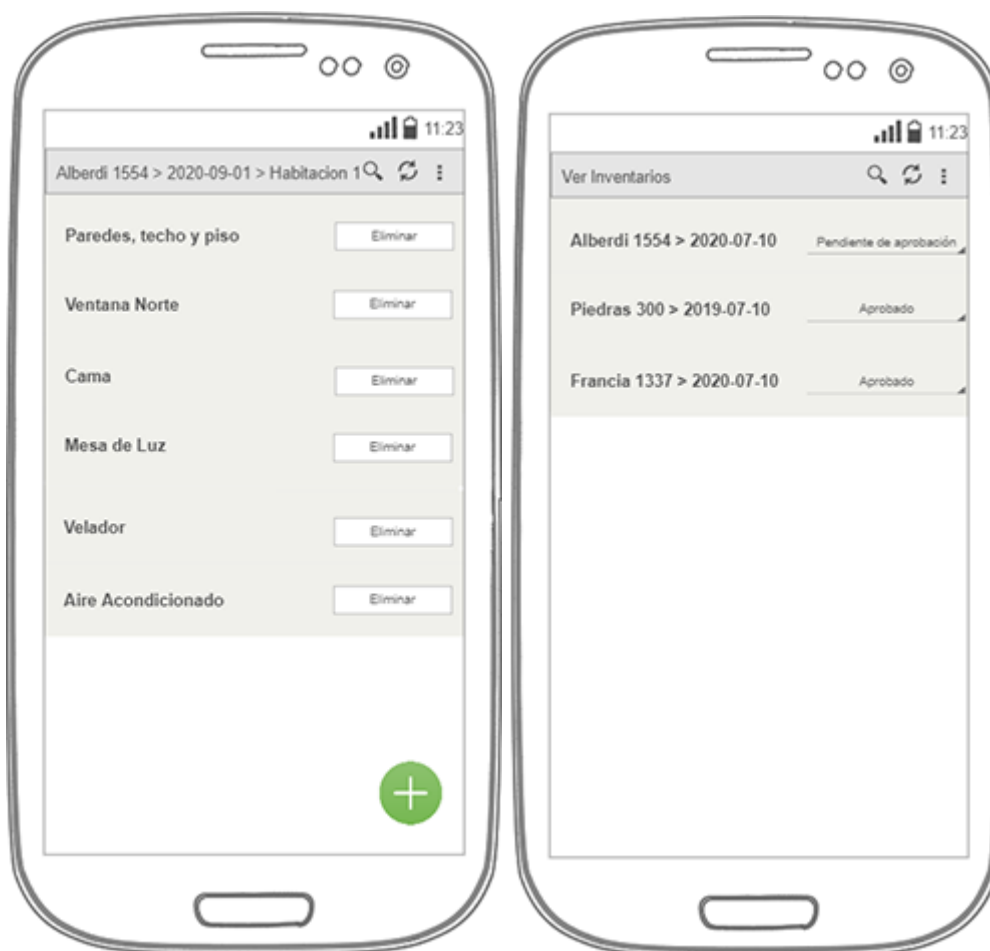 11:23
Alberdi 1554 > 2020-09-01 > Habitacion 1
Paredes, techo y piso
Eliminar
Ventana Norte
Eliminar
Cama
Eliminar
Mesa de Luz
Eliminar
Velador
Eliminar
Aire Acondicionado
Eliminar
11:23
Ver Inventarios
Alberdi 1554 > 2020-07-10
Pendiente de aprobación
Piedras 300 > 2019-07-10
Aprobado
Francia 1337 > 2020-07-10
Aprobado